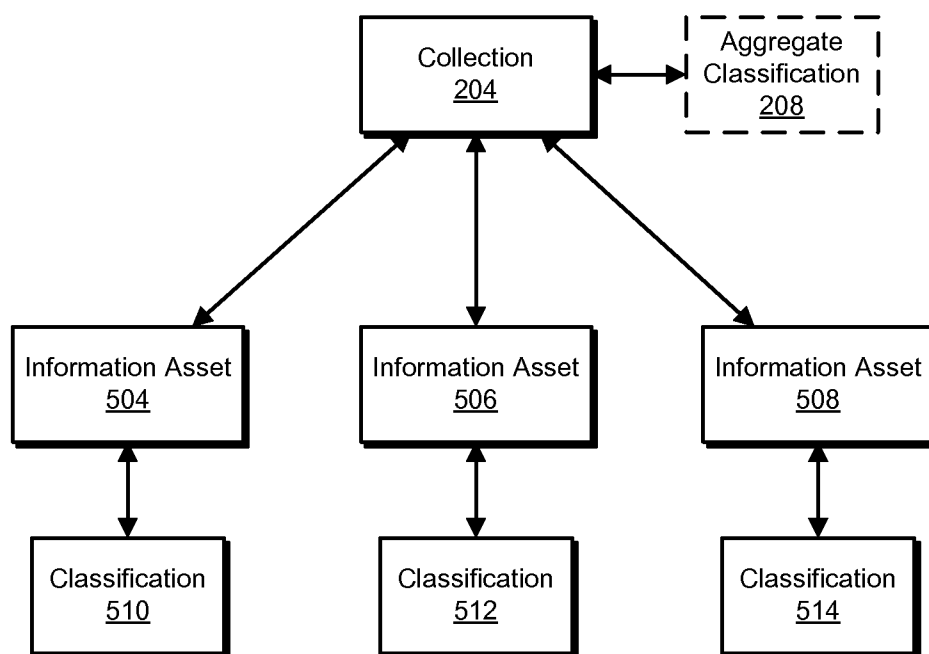 Collection
204
Aggregate
Classification
208
Information Asset
504
Information Asset
506
Information Asset
508
Classification
510
Classification
512
Classification
514